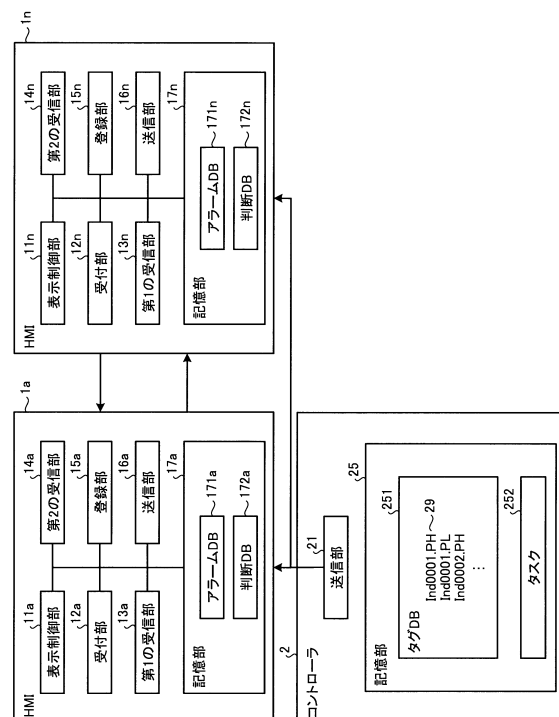 1a
HMI
11a
表示制御部
12a
受付部
13a
第1の受信部
14a
第2の受信部
15a
登録部
16a
送信部
17a
記憶部
171a
アラームDB
172a
判断DB
1n
HMI
11n
表示制御部
12n
受付部
13n
第1の受信部
14n
第2の受信部
15n
登録部
16n
送信部
17n
記憶部
171n
アラームDB
172n
判断DB
2
コントローラ
21
送信部
25
記憶部
251
タグDB
Ind0001.PH
29
Ind0001.PL
Ind0002.PH
⋮
252
タスク